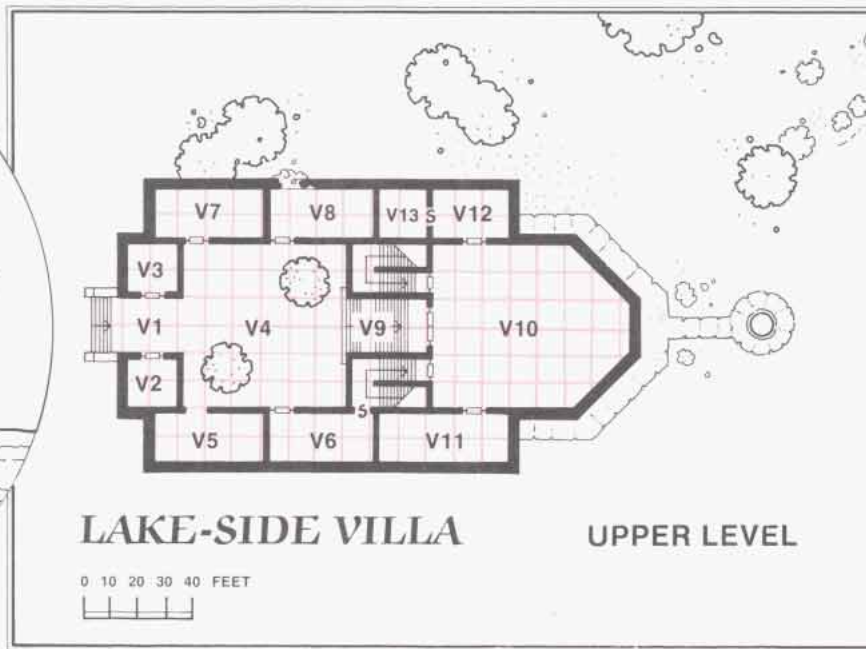 V7 V8 V13 S V12
V3
V1 V4 V9 V10
V2
S
V5 V6 V11
LAKE-SIDE VILLA
UPPER LEVEL
0 10 20 30 40 FEET